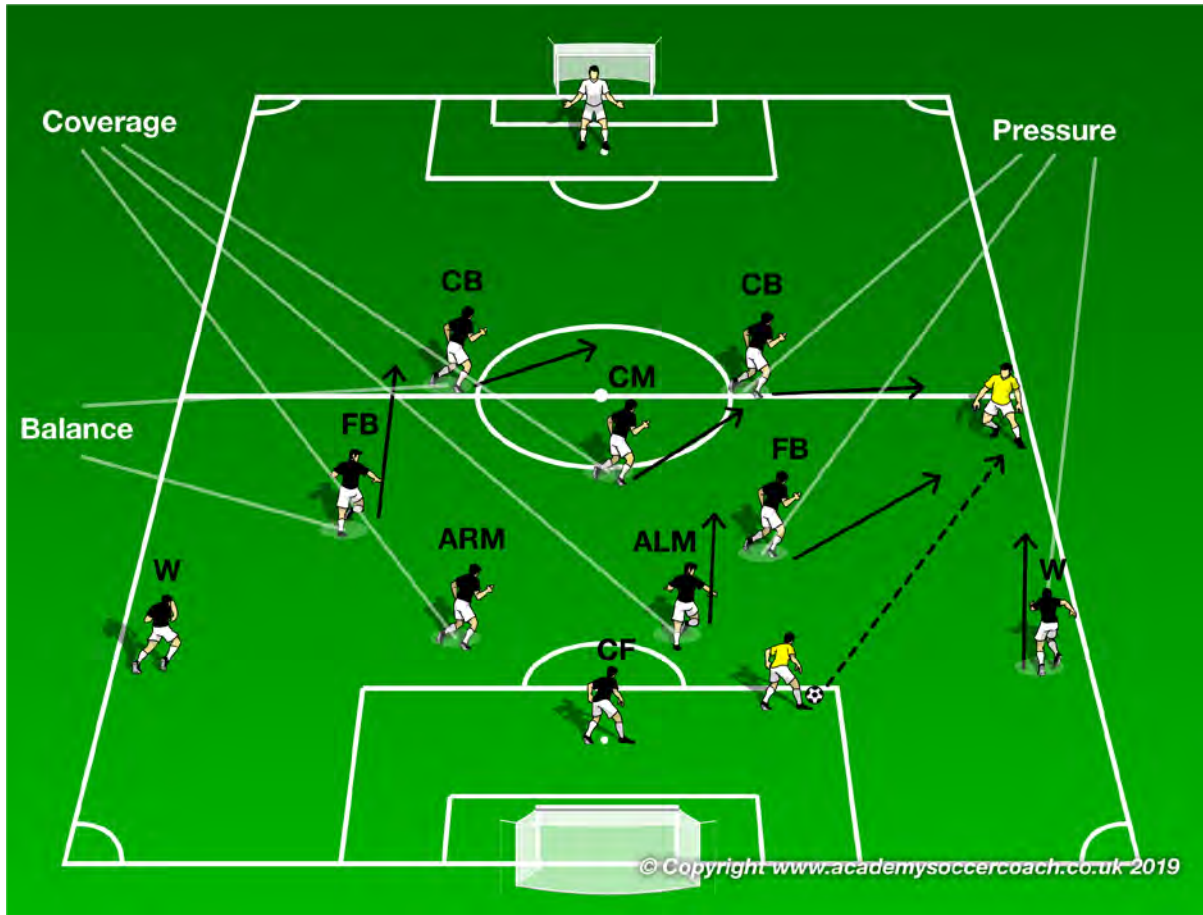 Coverage
Pressure
CB
CB
CM
Balance
FB
FB
ARM
ALM
W
W
CF
© Copyright www.academysoccercoach.co.uk 2019